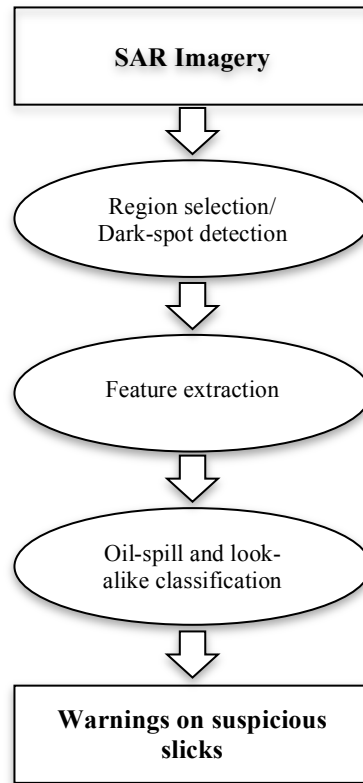 SAR Imagery
Region selection/
Dark-spot detection
Feature extraction
Oil-spill and look-
alike classification
Warnings on suspicious
slicks